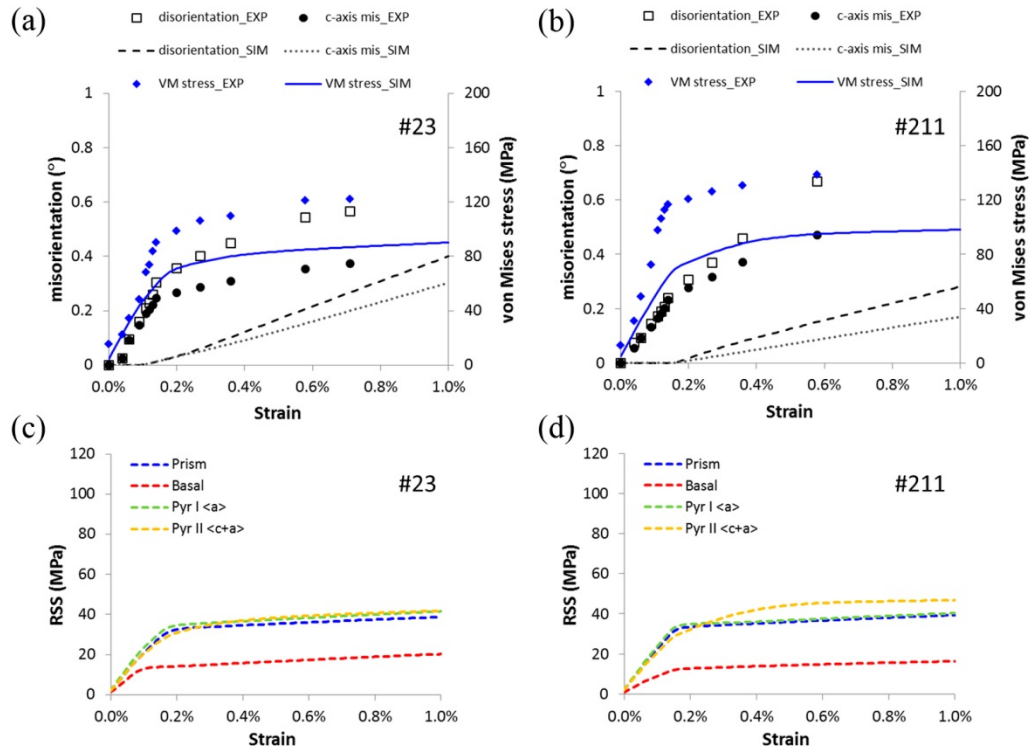 (a)
disorientation_EXP
c-axis mis_EXP
disorientation_SIM
c-axis mis_SIM
VM stress_EXP
VM stress_SIM
#23
misorientation (°)
von Mises stress (MPa)
1
0.8
0.6
0.4
0.2
0
200
160
120
80
40
0
0.0% 0.2% 0.4% 0.6% 0.8% 1.0%
Strain
(b)
disorientation_EXP
c-axis mis_EXP
disorientation_SIM
c-axis mis_SIM
VM stress_EXP
VM stress_SIM
#211
misorientation (°)
von Mises stress (MPa)
1
0.8
0.6
0.4
0.2
0
200
160
120
80
40
0
0.0% 0.2% 0.4% 0.6% 0.8% 1.0%
Strain
(c)
Prism
Basal
Pyr I <a>
Pyr II <c+a>
#23
RSS (MPa)
120
100
80
60
40
20
0
0.0% 0.2% 0.4% 0.6% 0.8% 1.0%
Strain
(d)
Prism
Basal
Pyr I <a>
Pyr II <c+a>
#211
RSS (MPa)
120
100
80
60
40
20
0
0.0% 0.2% 0.4% 0.6% 0.8% 1.0%
Strain